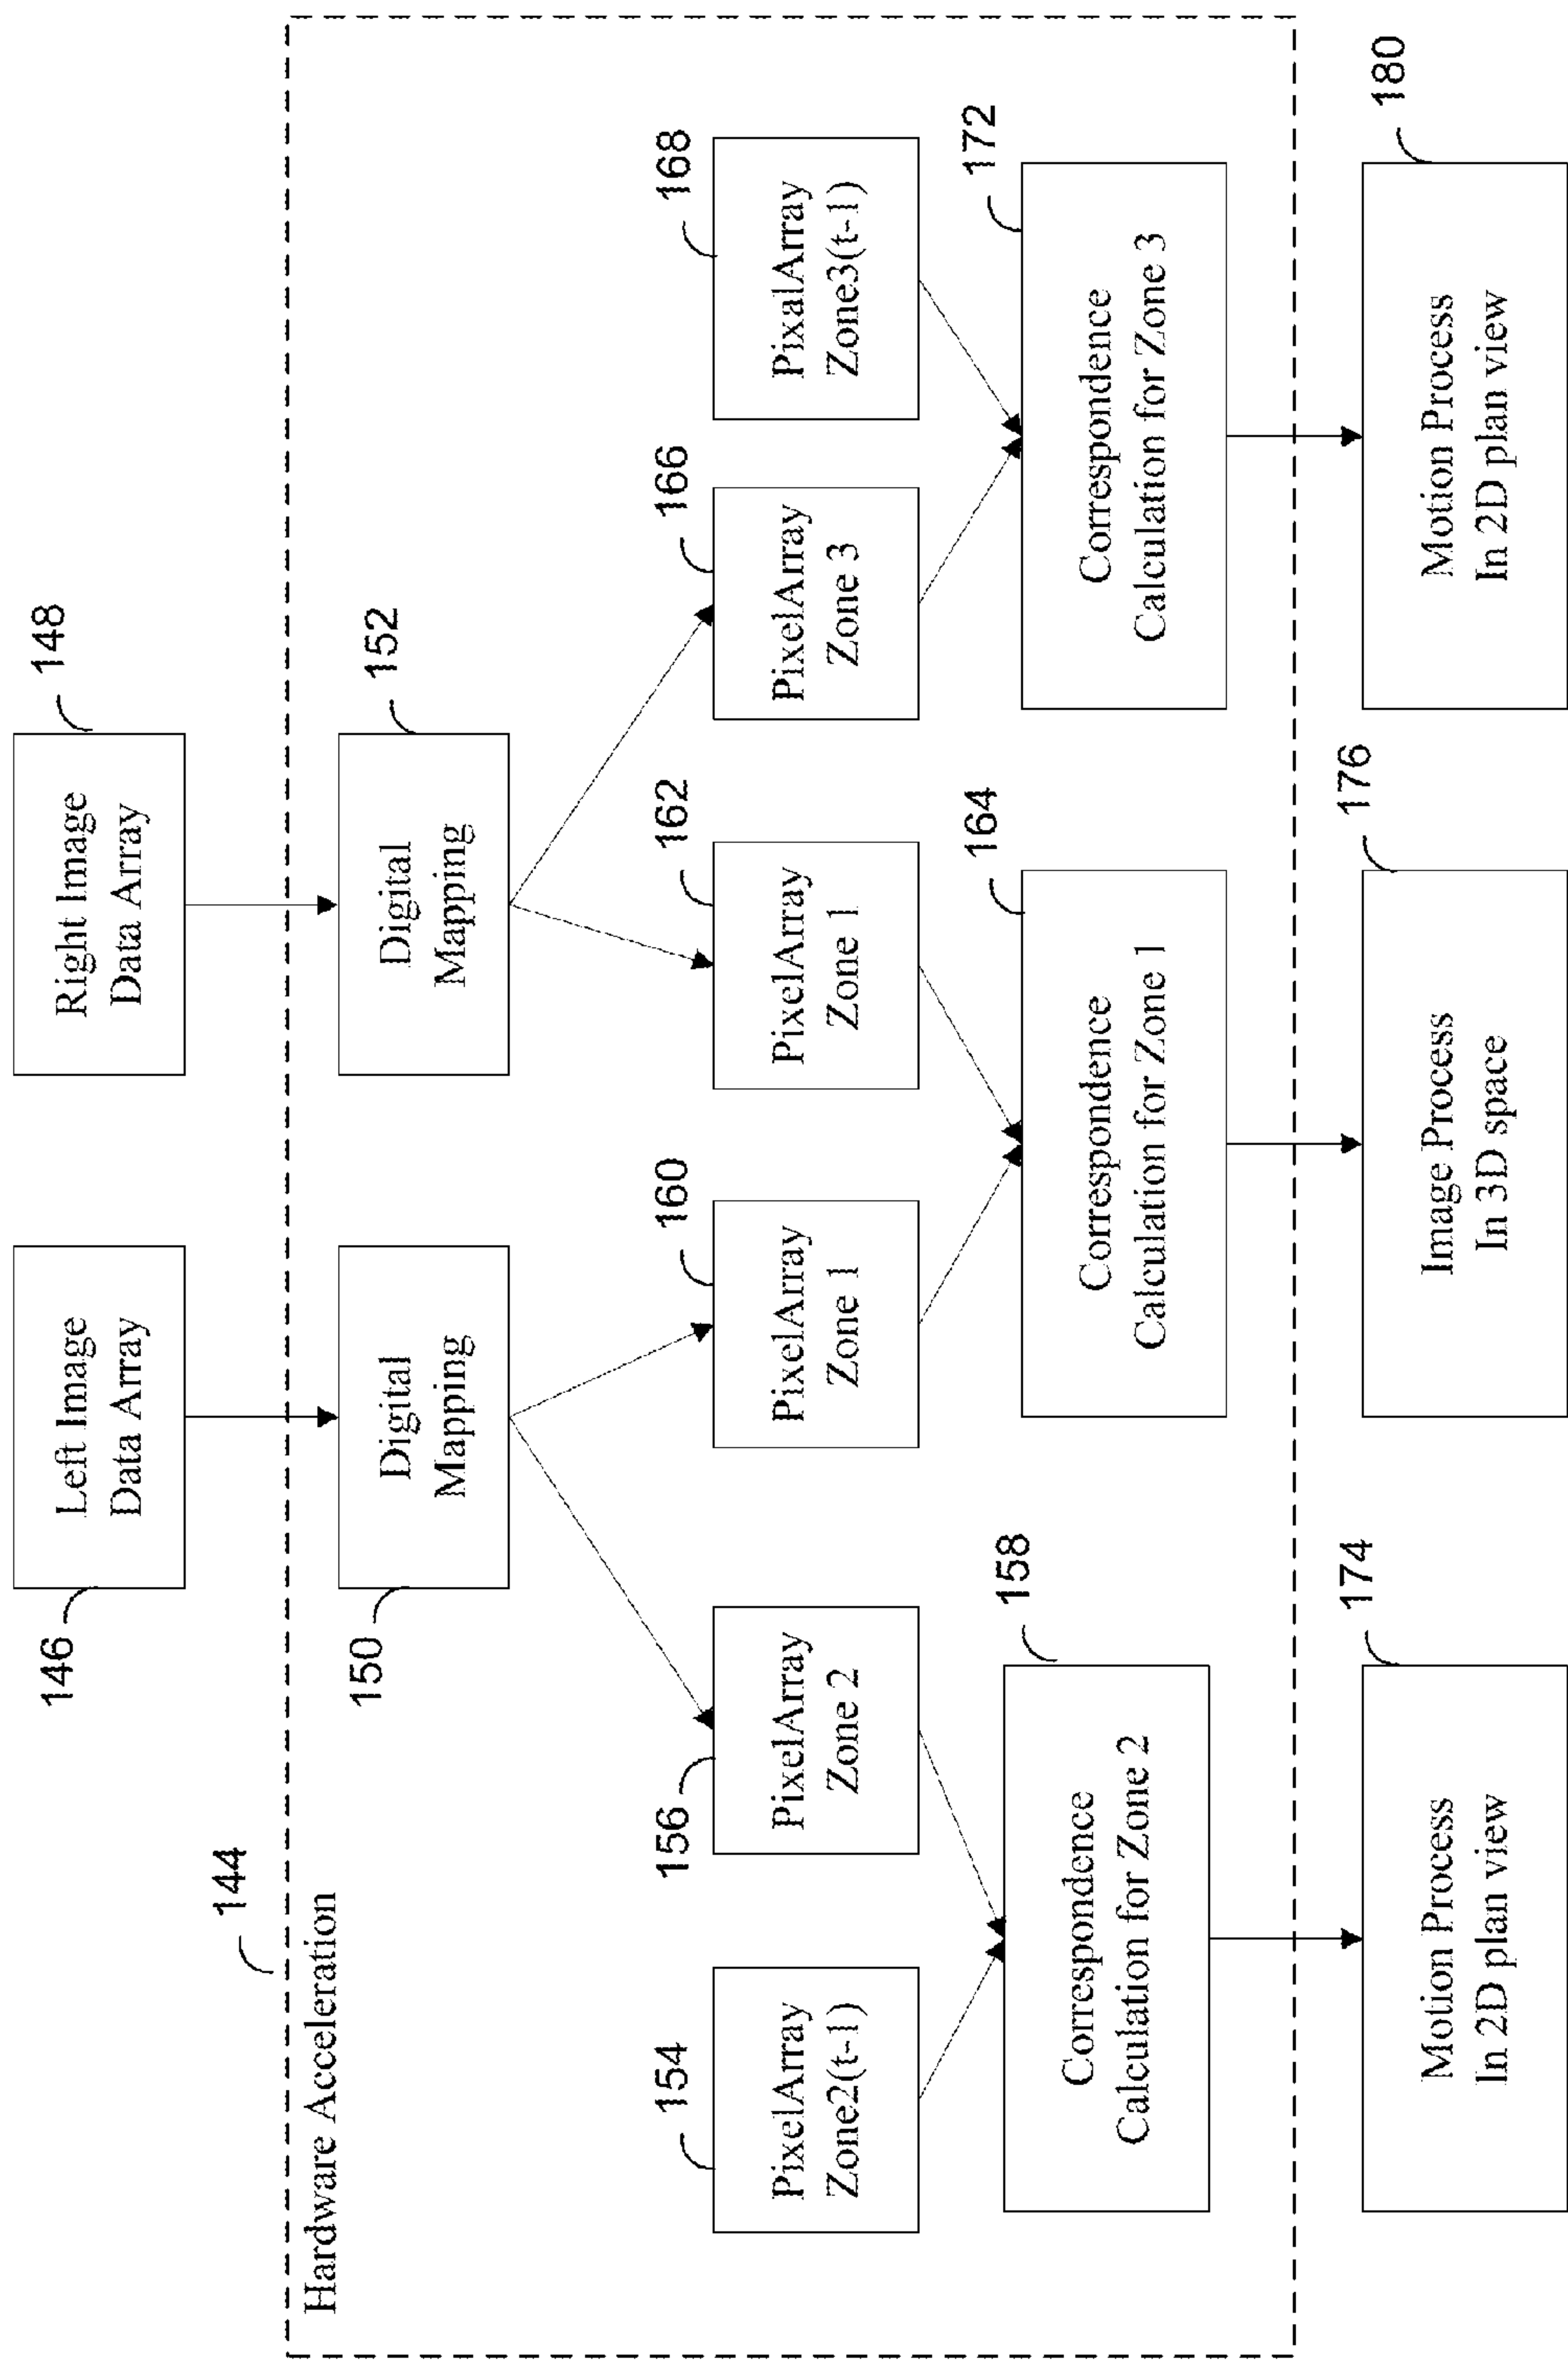 146
Left Image
Data Array
Right Image
Data Array
148
144
Hardware Acceleration
150
Digital
Mapping
Digital
Mapping
152
154
PixelArray
Zone2(t-1)
156
PixelArray
Zone 2
160
PixelArray
Zone 1
162
PixelArray
Zone 1
166
PixelArray
Zone 3
168
PixalArray
Zone3(t-1)
158
Correspondence
Calculation for Zone 2
164
Correspondence
Calculation for Zone 1
172
Correspondence
Calculation for Zone 3
174
Motion Process
In 2D plan view
176
Image Process
In 3D space
180
Motion Process
In 2D plan view